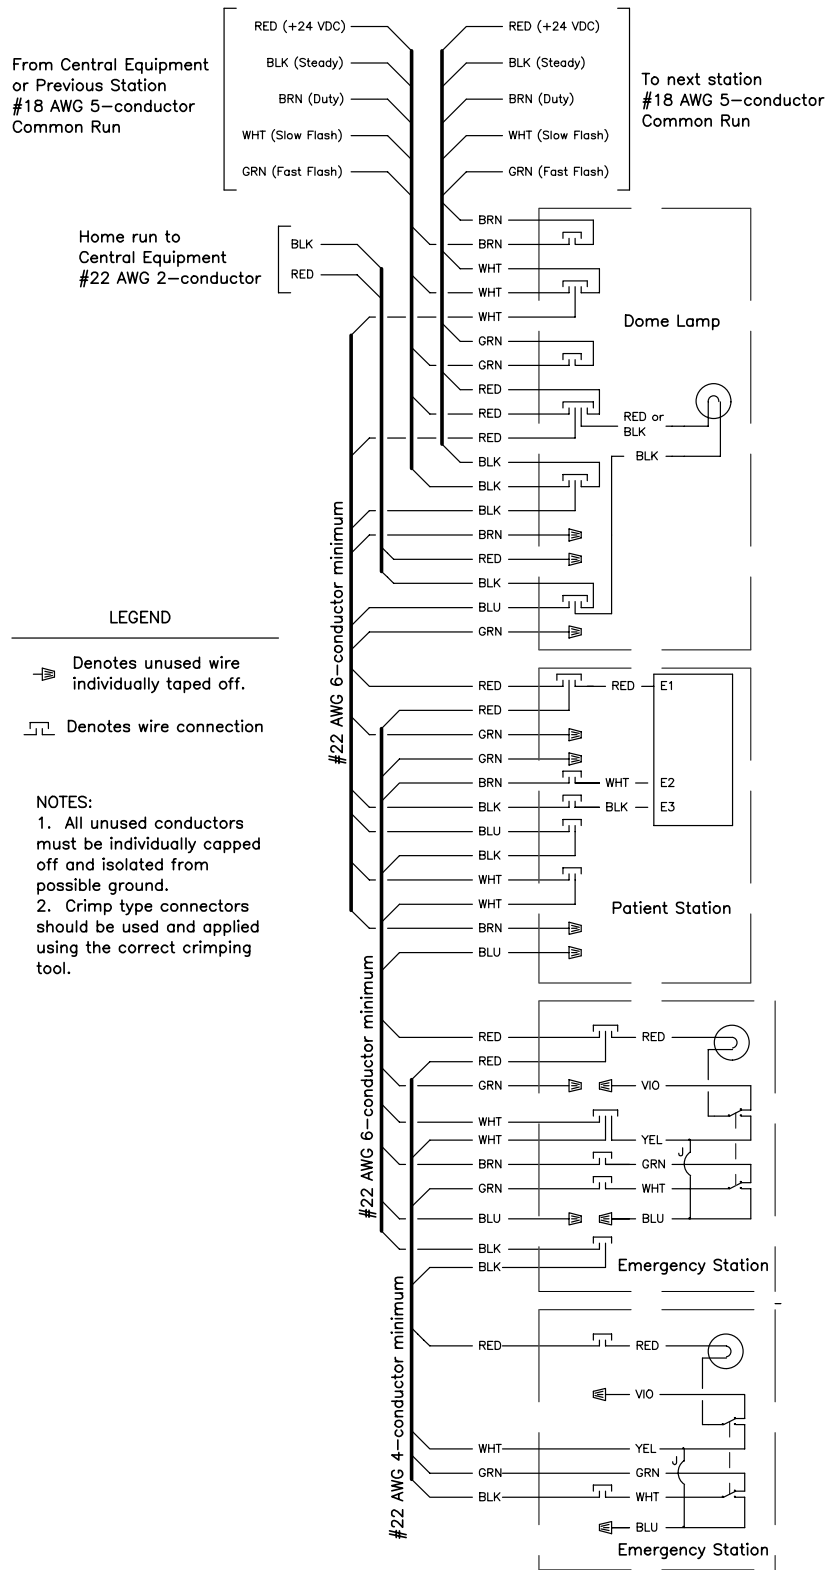 From Central Equipment
or Previous Station
#18 AWG 5-conductor
Common Run
RED (+24 VDC)
BLK (Steady)
BRN (Duty)
WHT (Slow Flash)
GRN (Fast Flash)
RED (+24 VDC)
BLK (Steady)
BRN (Duty)
WHT (Slow Flash)
GRN (Fast Flash)
To next station
#18 AWG 5-conductor
Common Run
Home run to
Central Equipment
#22 AWG 2-conductor
BLK
RED
BRN
BRN
WHT
WHT
WHT
GRN
GRN
RED
RED
RED
BLK
BLK
BLK
BRN
RED
BLK
BLU
GRN
Dome Lamp
RED or
BLK
BLK
#22 AWG 6-conductor minimum
LEGEND
Denotes unused wire
individually taped off.
Denotes wire connection
NOTES:
1. All unused conductors
must be individually capped
off and isolated from
possible ground.
2. Crimp type connectors
should be used and applied
using the correct crimping
tool.
RED
RED
GRN
GRN
BRN
BLK
BLU
BLK
WHT
WHT
BRN
BLU
RED
E1
WHT
E2
BLK
E3
Patient Station
#22 AWG 6-conductor minimum
RED
RED
GRN
WHT
WHT
BRN
GRN
BLU
BLK
BLK
RED
VIO
YEL
J
GRN
WHT
BLU
Emergency Station
#22 AWG 4-conductor minimum
RED
WHT
GRN
BLK
RED
VIO
YEL
J
GRN
WHT
BLU
Emergency Station